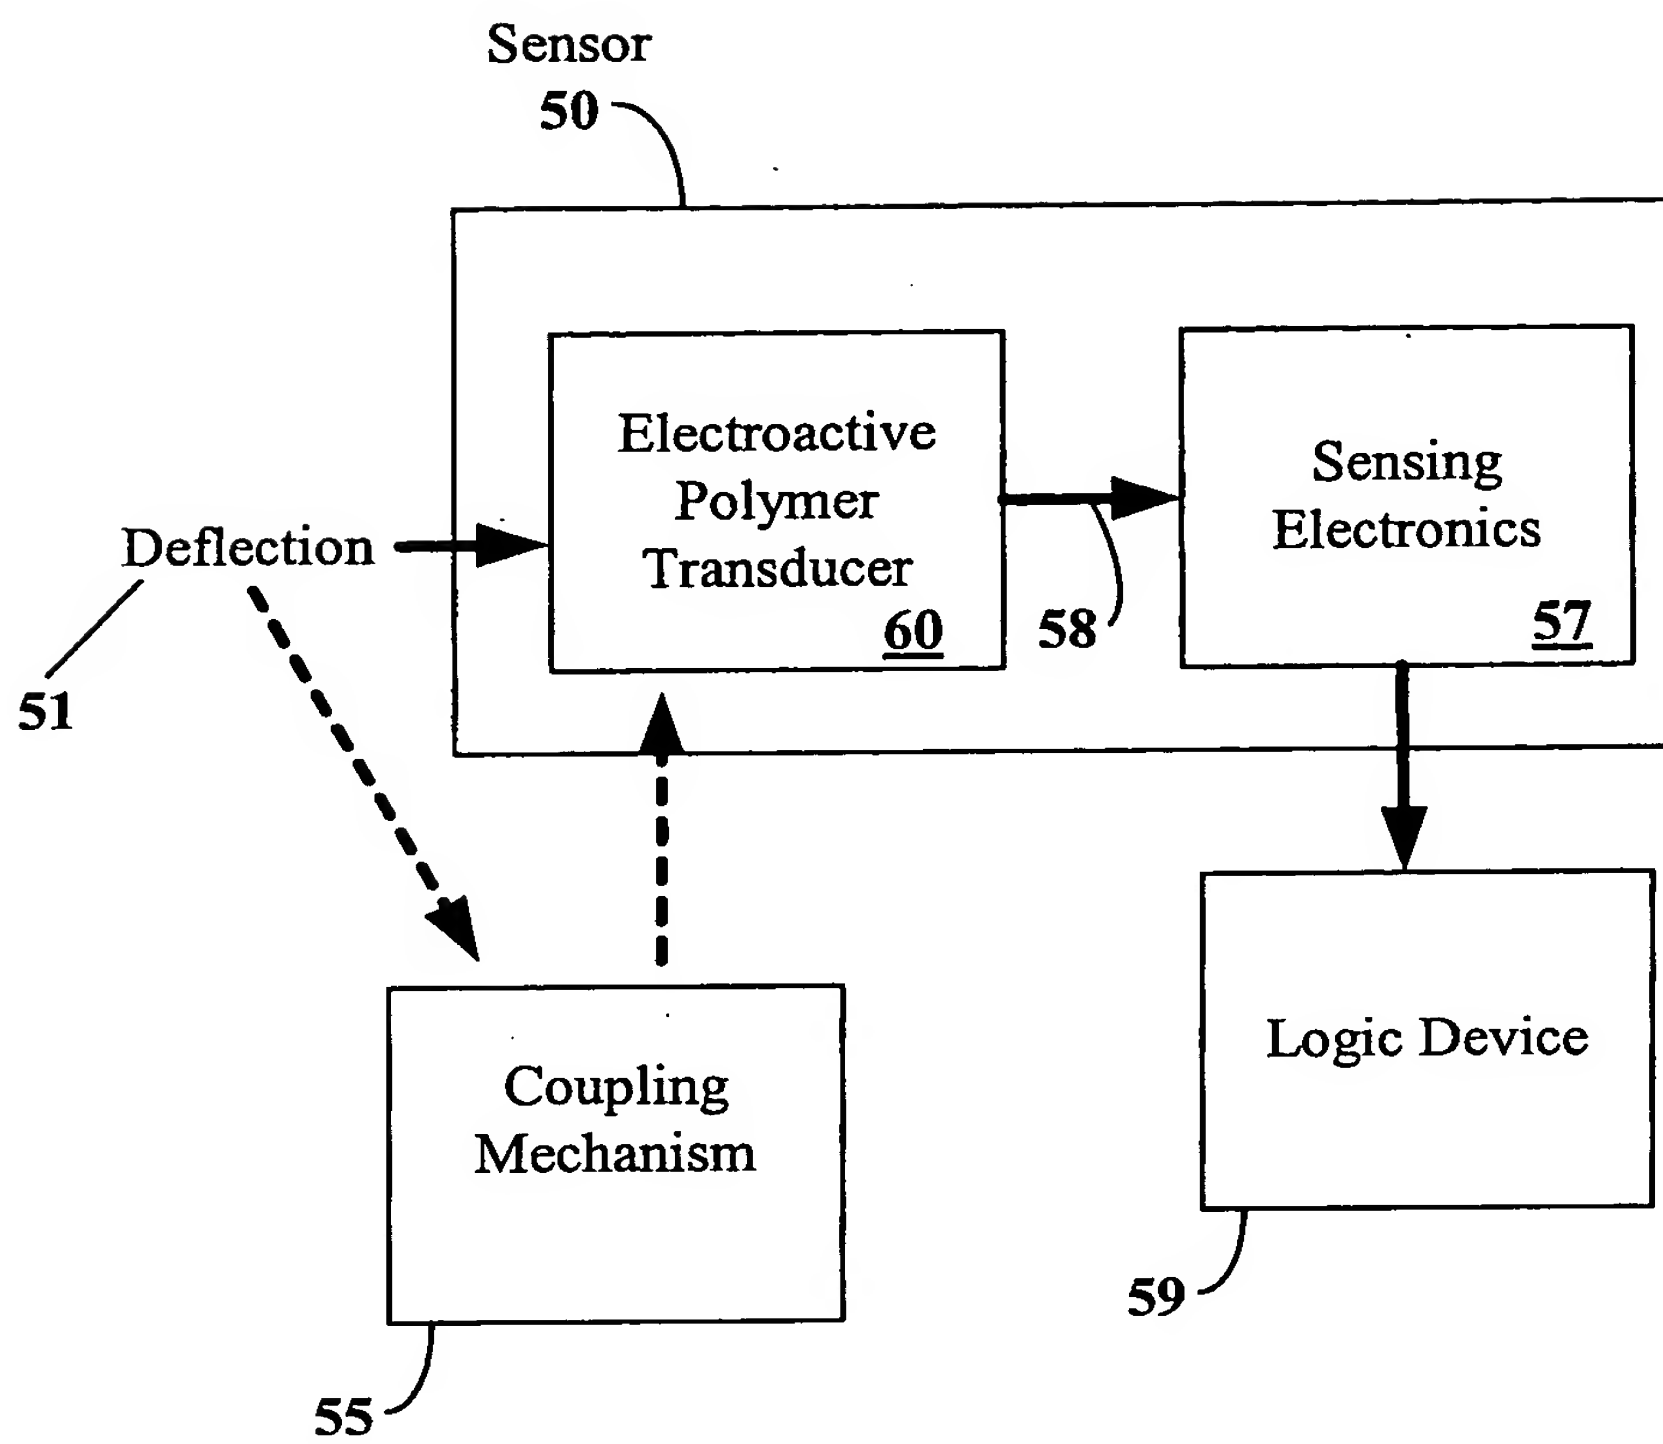 Sensor
50
Electroactive
Polymer
Transducer
60
Sensing
Electronics
57
58
Deflection
51
Coupling
Mechanism
55
Logic Device
59